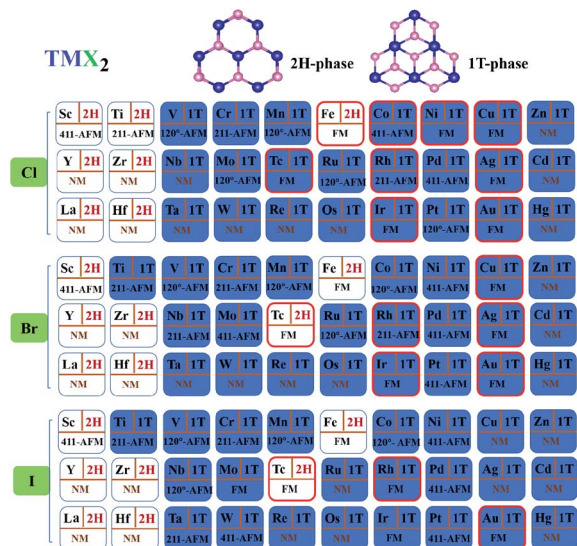 TMX2
2H-phase
1T-phase
Cl
Sc 2H Ti 2H V 1T Cr 1T Mn 1T Fe 2H Co 1T Ni 1T Cu 1T Zn 1T
411-AFM 211-AFM 120°-AFM 211-AFM 120°-AFM FM 411-AFM FM FM NM
Y 2H Zr 2H Nb 1T Mo 1T Tc 1T Ru 1T Rh 1T Pd 1T Ag 1T Cd 1T
NM NM NM 120°-AFM FM 120°-AFM 211-AFM 411-AFM FM NM
La 2H Hf 2H Ta 1T W 1T Re 1T Os 1T Ir 1T Pt 1T Au 1T Hg 1T
NM NM NM NM NM NM FM 120°-AFM FM NM
Br
Sc 2H Ti 1T V 1T Cr 1T Mn 1T Fe 2H Co 1T Ni 1T Cu 1T Zn 1T
411-AFM 211-AFM 120°-AFM 211-AFM 120°-AFM FM 120°-AFM 411-AFM FM NM
Y 2H Zr 2H Nb 1T Mo 1T Tc 2H Ru 1T Rh 1T Pd 1T Ag 1T Cd 1T
NM NM 211-AFM 411-AFM FM 120°-AFM 211-AFM 411-AFM FM NM
La 2H Hf 2H Ta 1T W 1T Re 1T Os 1T Ir 1T Pt 1T Au 1T Hg 1T
NM NM NM NM NM NM FM 411-AFM FM NM
I
Sc 2H Ti 1T V 1T Cr 1T Mn 1T Fe 2H Co 1T Ni 1T Cu 1T Zn 1T
411-AFM 211-AFM 120°-AFM 211-AFM 120°-AFM FM 120°-AFM 411-AFM NM NM
Y 2H Zr 2H Nb 1T Mo 1T Tc 2H Ru 1T Rh 1T Pd 1T Ag 1T Cd 1T
NM NM 120°-AFM FM FM NM FM 411-AFM NM NM
La 2H Hf 2H Ta 1T W 1T Re 1T Os 1T Ir 1T Pt 1T Au 1T Hg 1T
NM NM 211-AFM 411-AFM NM NM FM 411-AFM FM NM